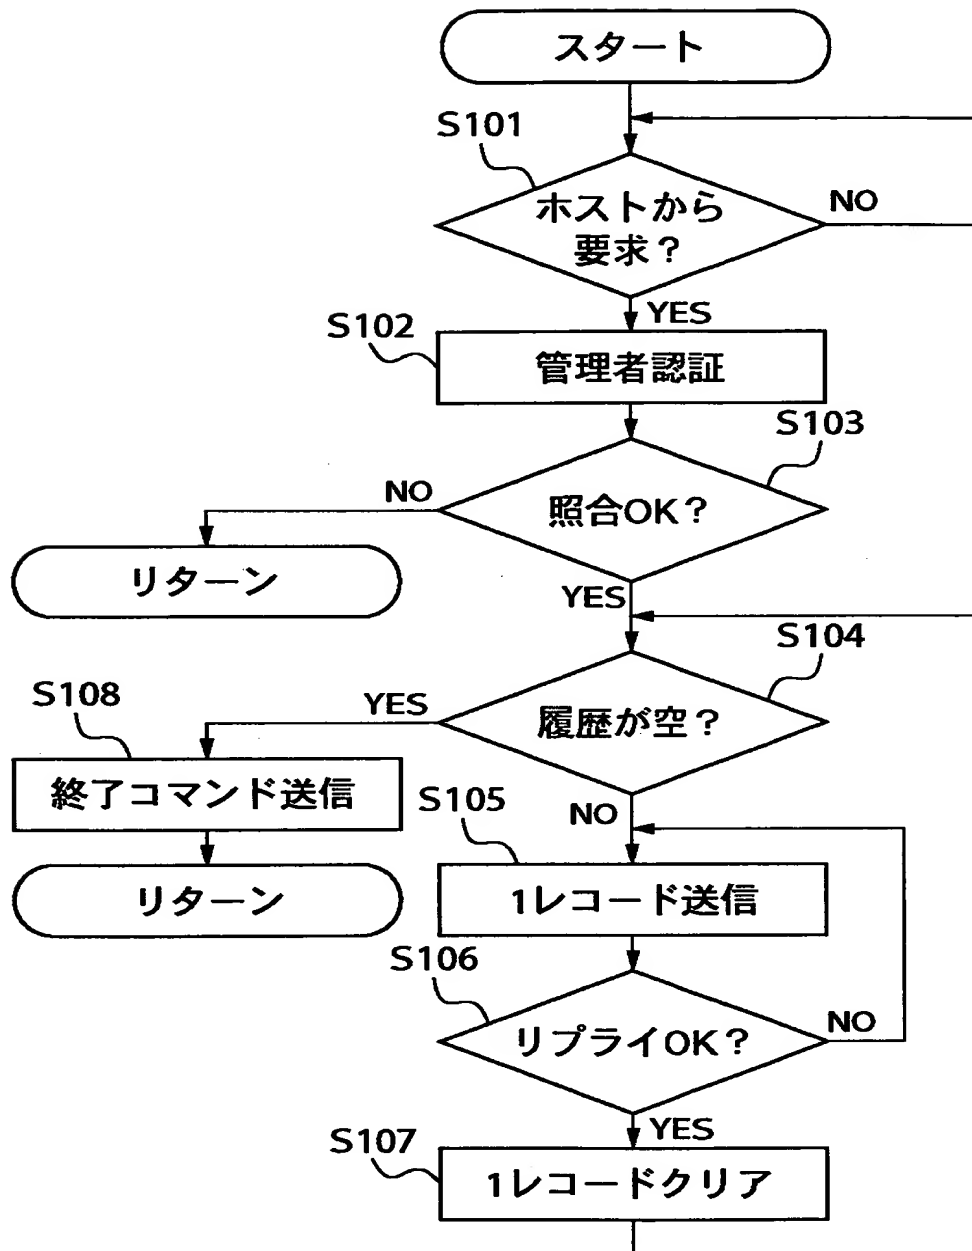 スタート
S101
ホストから
要求？
NO
YES
S102
管理者認証
S103
照合OK？
NO
リターン
YES
S104
履歴が空？
YES
S108
終了コマンド送信
リターン
NO
S105
1レコード送信
S106
リプライOK？
NO
YES
S107
1レコードクリア